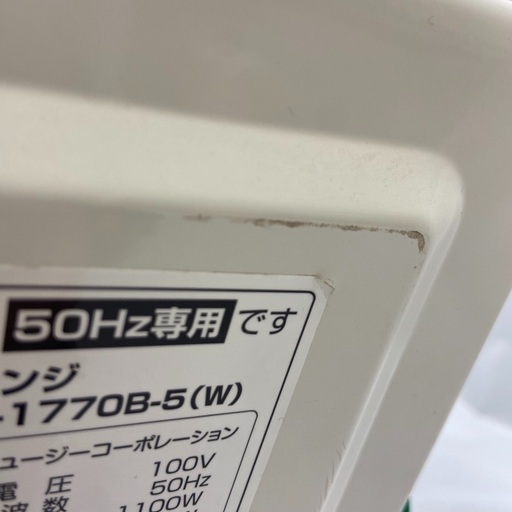 50Hz専用です
ンジ
-1770B-5(W)
ュージーコーポレーション
電圧 100V
波数 50Hz
1100W